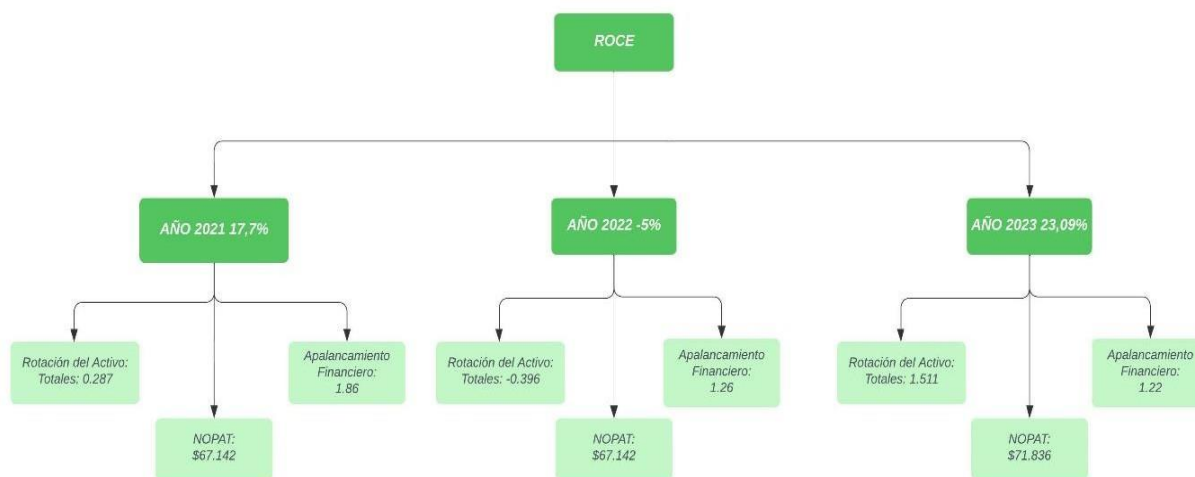 ROCE
AÑO 2021 17,7%
AÑO 2022 -5%
AÑO 2023 23,09%
Rotación del Activo:
Totales: 0.287
Apalancamiento
Financiero:
1.86
NOPAT:
$67.142
Rotación del Activo:
Totales: -0.396
Apalancamiento
Financiero:
1.26
NOPAT:
$67.142
Rotación del Activo:
Totales: 1.511
Apalancamiento
Financiero:
1.22
NOPAT:
$71.836